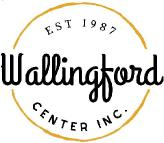 EST 1987
Wallingford
CENTER INC.